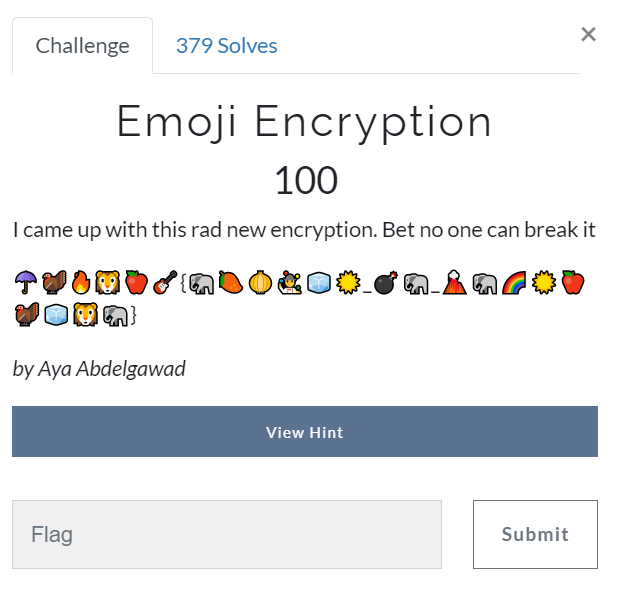 Challenge
379 Solves
×
Emoji Encryption
100
I came up with this rad new encryption. Bet no one can break it
☂️🦃🔥🐯🍎🎸{🐘🥭🧅🤹🧊☀️_💣🐘_🌋🐘🌈☀️🍎
🦃🧊🐯🐘}
by Aya Abdelgawad
View Hint
Flag
Submit